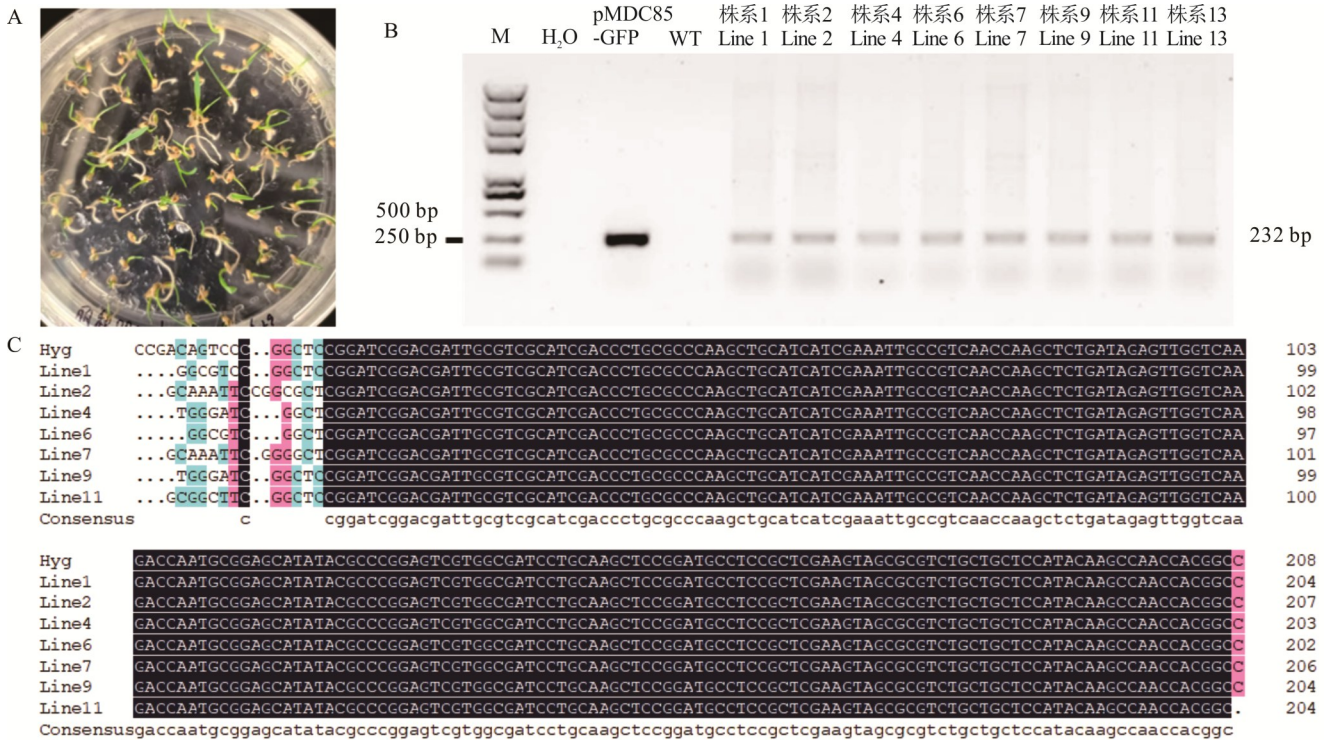 A
B
M H₂O pMDC85-GFP WT 株系1 Line 1 株系2 Line 2 株系4 Line 4 株系6 Line 6 株系7 Line 7 株系9 Line 9 株系11 Line 11 株系13 Line 13
500 bp
250 bp
232 bp
C
Hyg CCGACAGTCCC..GGCTCCGGATCGGACGATTGCGTCGCATCGACCCTGCGCCCAAGCTGCATCATCGAAATTGCCGTCAACCAAGCTCTGATAGAGTTGGTCAA 103
Line1 ....GGCGTCC..GGCTCCGGATCGGACGATTGCGTCGCATCGACCCTGCGCCCAAGCTGCATCATCGAAATTGCCGTCAACCAAGCTCTGATAGAGTTGGTCAA 99
Line2 ...GCAAATTCCGGCGCTCGGATCGGACGATTGCGTCGCATCGACCCTGCGCCCAAGCTGCATCATCGAAATTGCCGTCAACCAAGCTCTGATAGAGTTGGTCAA 102
Line4 ....TGGGATC...GGCTCGGATCGGACGATTGCGTCGCATCGACCCTGCGCCCAAGCTGCATCATCGAAATTGCCGTCAACCAAGCTCTGATAGAGTTGGTCAA 98
Line6 .....GGCGTC...GGCTCGGATCGGACGATTGCGTCGCATCGACCCTGCGCCCAAGCTGCATCATCGAAATTGCCGTCAACCAAGCTCTGATAGAGTTGGTCAA 97
Line7 ...GCAAATTC.GGGGCTCGGATCGGACGATTGCGTCGCATCGACCCTGCGCCCAAGCTGCATCATCGAAATTGCCGTCAACCAAGCTCTGATAGAGTTGGTCAA 101
Line9 ....TGGGATC..GGCTCCGGATCGGACGATTGCGTCGCATCGACCCTGCGCCCAAGCTGCATCATCGAAATTGCCGTCAACCAAGCTCTGATAGAGTTGGTCAA 99
Line11 ...GCGGCTTC..GGCTCCGGATCGGACGATTGCGTCGCATCGACCCTGCGCCCAAGCTGCATCATCGAAATTGCCGTCAACCAAGCTCTGATAGAGTTGGTCAA 100
Consensus c cggatcggacgattgcgtcgcatcgaccctgcgcccaagctgcatcatcgaaattgccgtcaaccaagctctgatagagttggtcaa
Hyg GACCAATGCGGAGCATATACGCCCGGAGTCGTGGCGATCCTGCAAGCTCCGGATGCCTCCGCTCGAAGTAGCGCGTCTGCTGCTCCATACAAGCCAACCACGGCC 208
Line1 GACCAATGCGGAGCATATACGCCCGGAGTCGTGGCGATCCTGCAAGCTCCGGATGCCTCCGCTCGAAGTAGCGCGTCTGCTGCTCCATACAAGCCAACCACGGCC 204
Line2 GACCAATGCGGAGCATATACGCCCGGAGTCGTGGCGATCCTGCAAGCTCCGGATGCCTCCGCTCGAAGTAGCGCGTCTGCTGCTCCATACAAGCCAACCACGGCC 207
Line4 GACCAATGCGGAGCATATACGCCCGGAGTCGTGGCGATCCTGCAAGCTCCGGATGCCTCCGCTCGAAGTAGCGCGTCTGCTGCTCCATACAAGCCAACCACGGCC 203
Line6 GACCAATGCGGAGCATATACGCCCGGAGTCGTGGCGATCCTGCAAGCTCCGGATGCCTCCGCTCGAAGTAGCGCGTCTGCTGCTCCATACAAGCCAACCACGGCC 202
Line7 GACCAATGCGGAGCATATACGCCCGGAGTCGTGGCGATCCTGCAAGCTCCGGATGCCTCCGCTCGAAGTAGCGCGTCTGCTGCTCCATACAAGCCAACCACGGCC 206
Line9 GACCAATGCGGAGCATATACGCCCGGAGTCGTGGCGATCCTGCAAGCTCCGGATGCCTCCGCTCGAAGTAGCGCGTCTGCTGCTCCATACAAGCCAACCACGGCC 204
Line11 GACCAATGCGGAGCATATACGCCCGGAGTCGTGGCGATCCTGCAAGCTCCGGATGCCTCCGCTCGAAGTAGCGCGTCTGCTGCTCCATACAAGCCAACCACGGC. 204
Consensusgaccaatgcggagcatatacgcccggagtcgtggcgatcctgcaagctccggatgcctccgctcgaagtagcgcgtctgctgctccatacaagccaaccacggc